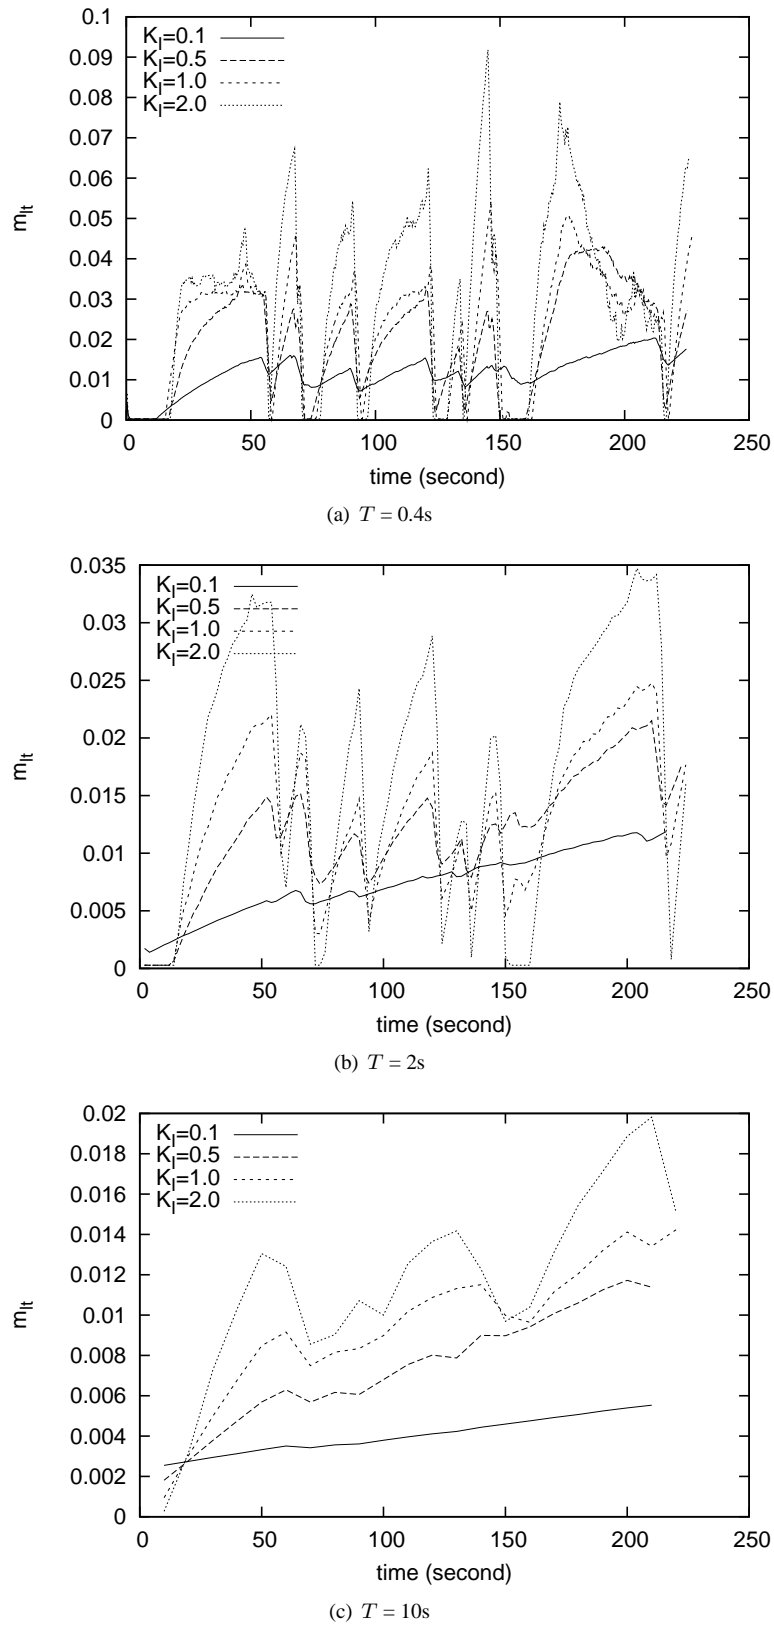 0.1
0.09
0.08
0.07
0.06
0.05
0.04
0.03
0.02
0.01
0
m_lt
K_I=0.1
K_I=0.5
K_I=1.0
K_I=2.0
0 50 100 150 200 250
time (second)
(a) T = 0.4s
0.035
0.03
0.025
0.02
0.015
0.01
0.005
0
m_lt
K_I=0.1
K_I=0.5
K_I=1.0
K_I=2.0
0 50 100 150 200 250
time (second)
(b) T = 2s
0.02
0.018
0.016
0.014
0.012
0.01
0.008
0.006
0.004
0.002
0
m_lt
K_I=0.1
K_I=0.5
K_I=1.0
K_I=2.0
0 50 100 150 200 250
time (second)
(c) T = 10s